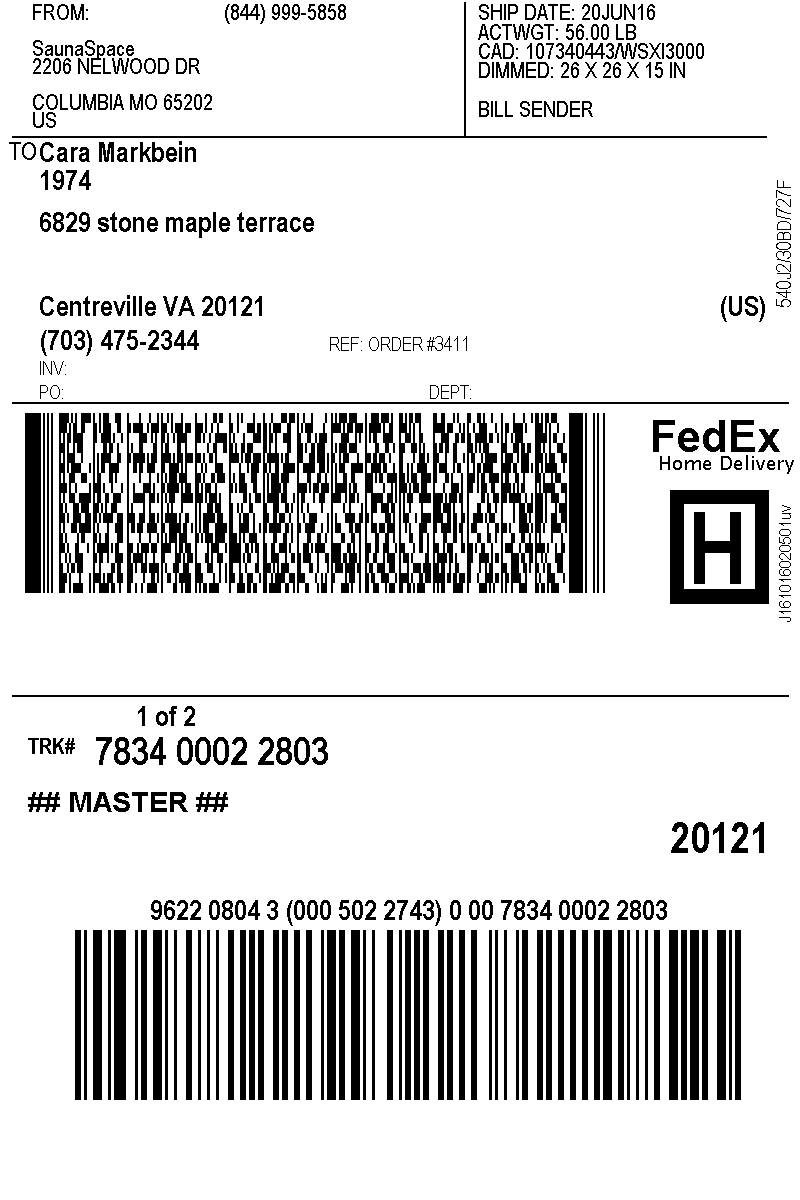 FROM: (844) 999-5858
SaunaSpace
2206 NELWOOD DR
COLUMBIA MO 65202
US
SHIP DATE: 20JUN16
ACTWGT: 56.00 LB
CAD: 107340443/WSXI3000
DIMMED: 26 X 26 X 15 IN
BILL SENDER
TO Cara Markbein
1974
6829 stone maple terrace
Centreville VA 20121 (US)
(703) 475-2344 REF: ORDER #3411
INV:
PO: DEPT:
540J2/30BD/727F
FedEx
Home Delivery
H
J161016020501uv
1 of 2
TRK# 7834 0002 2803
## MASTER ##
20121
9622 0804 3 (000 502 2743) 0 00 7834 0002 2803